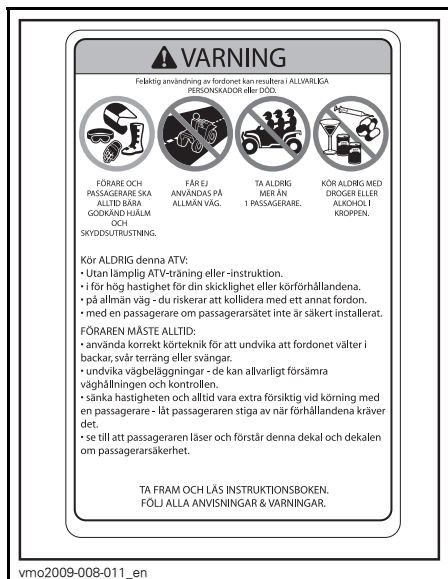 VARNING
Felaktig användning av fordonet kan resultera i ALLVARLIGA
PERSONSKADOR eller DÖD.
FÖRARE OCH
PASSAGERARE SKA
ALLTID BÄRA
GODKÄND HJÄLM
OCH
SKYDDSUTRUSTNING.
FÅR EJ
ANVÄNDAS PÅ
ALLMÄN VÄG.
TA ALDRIG
MER ÄN
1 PASSAGERARE.
KÖR ALDRIG MED
DROGER ELLER
ALKOHOL I
KROPPEN.
Kör ALDRIG denna ATV:
• Utan lämplig ATV-träning eller -instruktion.
• i för hög hastighet för din skicklighet eller körförhållandena.
• på allmän väg - du riskerar att kollidera med ett annat fordon.
• med en passagerare om passagerarsätet inte är säkert installerat.
FÖRAREN MÅSTE ALLTID:
• använda korrekt körteknik för att undvika att fordonet välter i
backar, svår terräng eller svängar.
• undvika vägbeläggningar - de kan allvarligt försämra
väghållningen och kontrollen.
• sänka hastigheten och alltid vara extra försiktig vid körning med
en passagerare - låt passageraren stiga av när förhållandena kräver
det.
• se till att passageraren läser och förstår denna dekal och dekalen
om passagerarsäkerhet.
TA FRAM OCH LÄS INSTRUKTIONSBOKEN.
FÖLJ ALLA ANVISNINGAR & VARNINGAR.
vmo2009-008-011_en